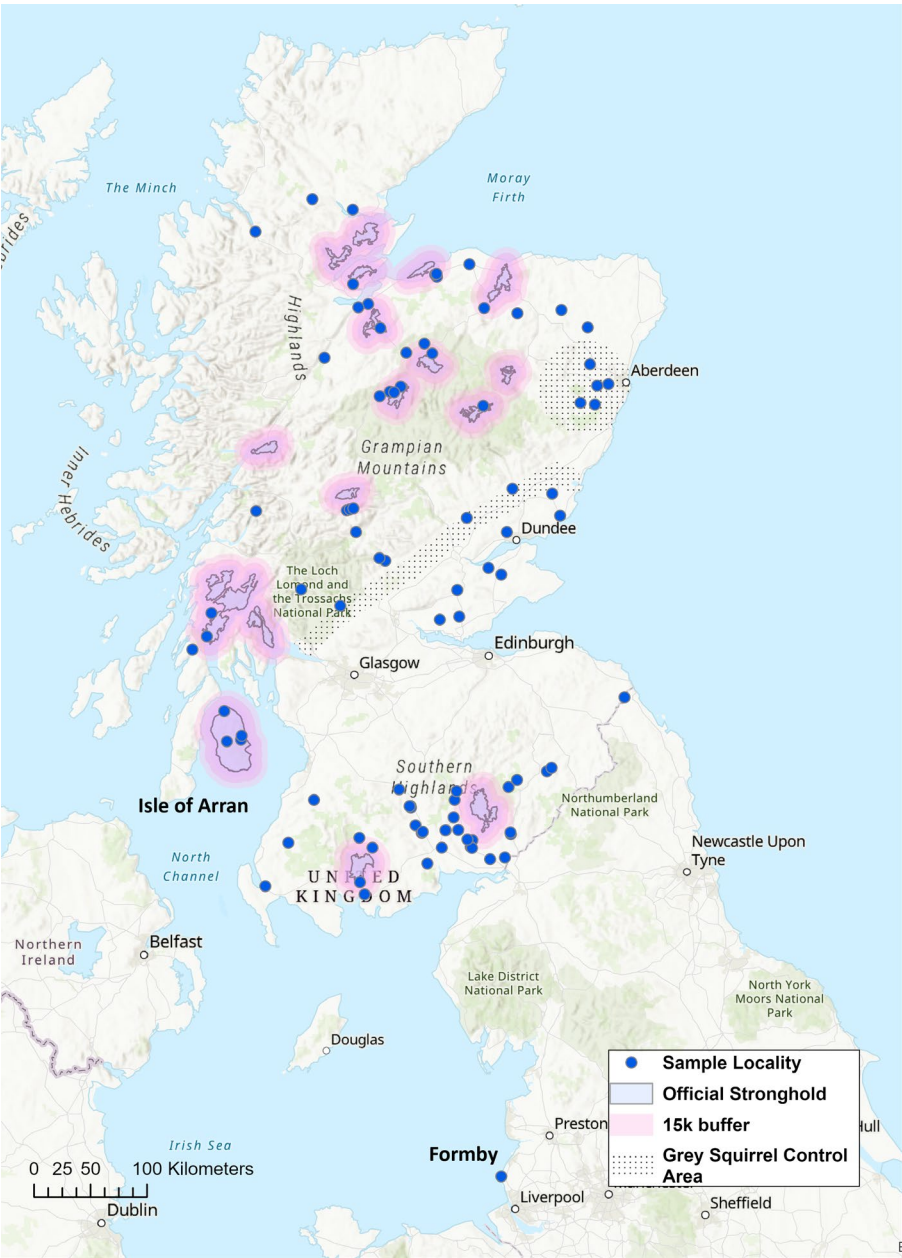 The Minch
Moray
Firth
brides
Highlands
Aberdeen
Grampian
Mountains
Inner Hebrides
Dundee
The Loch
Lomond and
the Trossachs
National Park
Edinburgh
Glasgow
Southern
Highlands
Isle of Arran
Northumberland
National Park
North
Channel
Newcastle Upon
Tyne
UNITED
KINGDOM
Northern
Ireland
Belfast
Lake District
National Park
North York
Moors National
Park
Douglas
Sample Locality
Official Stronghold
15k buffer
Grey Squirrel Control
Area
Preston
Hull
Irish Sea
Formby
0 25 50 100 Kilometers
Liverpool
Sheffield
Dublin